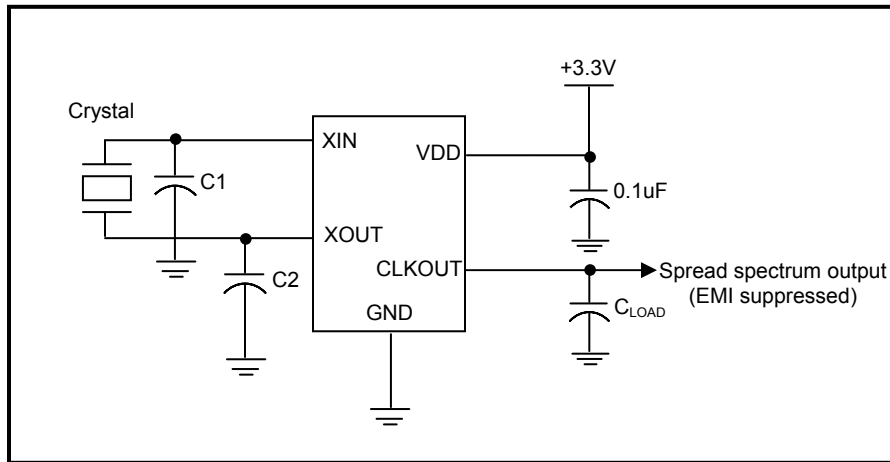 +3.3V
Crystal
XIN
VDD
C1
0.1uF
XOUT
CLKOUT
Spread spectrum output
(EMI suppressed)
C2
GND
CLOAD